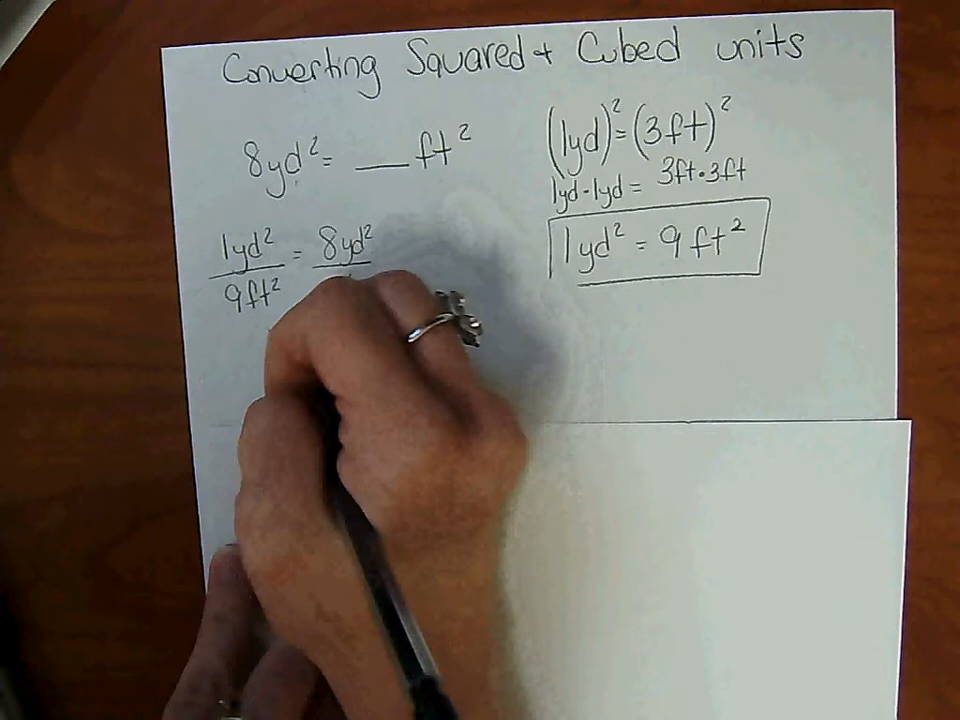 Converting Squared + Cubed units
8yd² = ___ ft²
1yd² = 8yd²
9ft²
(1yd)² = (3ft)²
1yd · 1yd = 3ft · 3ft
1yd² = 9ft²